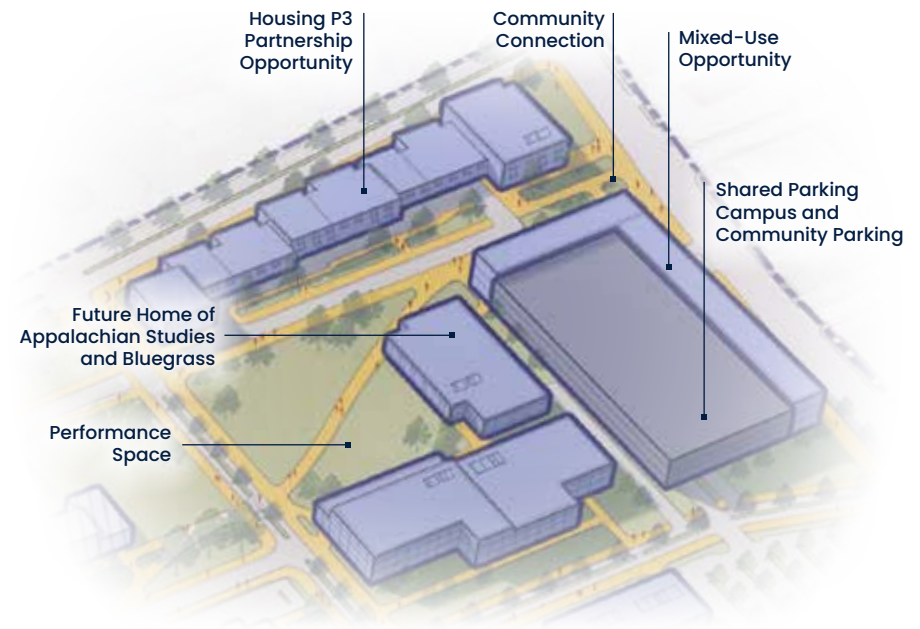 Housing P3
Partnership
Opportunity
Community
Connection
Mixed-Use
Opportunity
Shared Parking
Campus and
Community Parking
Future Home of
Appalachian Studies
and Bluegrass
Performance
Space